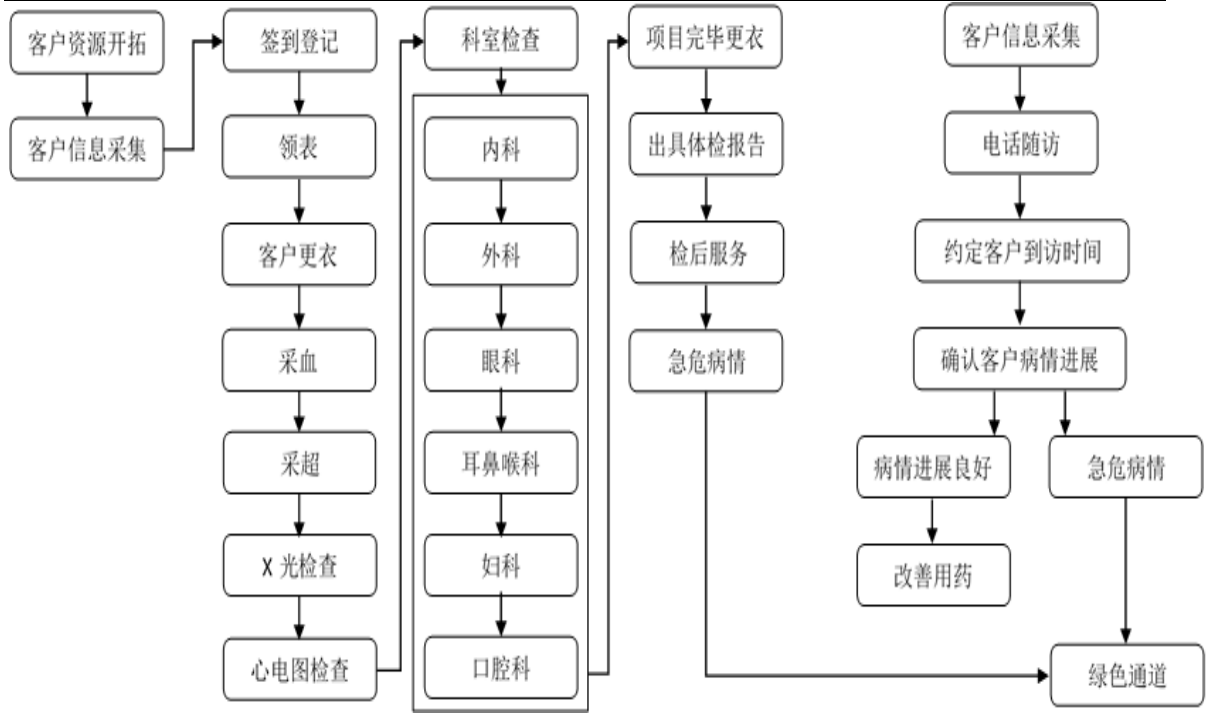 客户资源开拓
客户信息采集
签到登记
领表
客户更衣
采血
采超
X 光检查
心电图检查
科室检查
内科
外科
眼科
耳鼻喉科
妇科
口腔科
项目完毕更衣
出具体检报告
检后服务
急危病情
客户信息采集
电话随访
约定客户到访时间
确认客户病情进展
病情进展良好
急危病情
改善用药
绿色通道